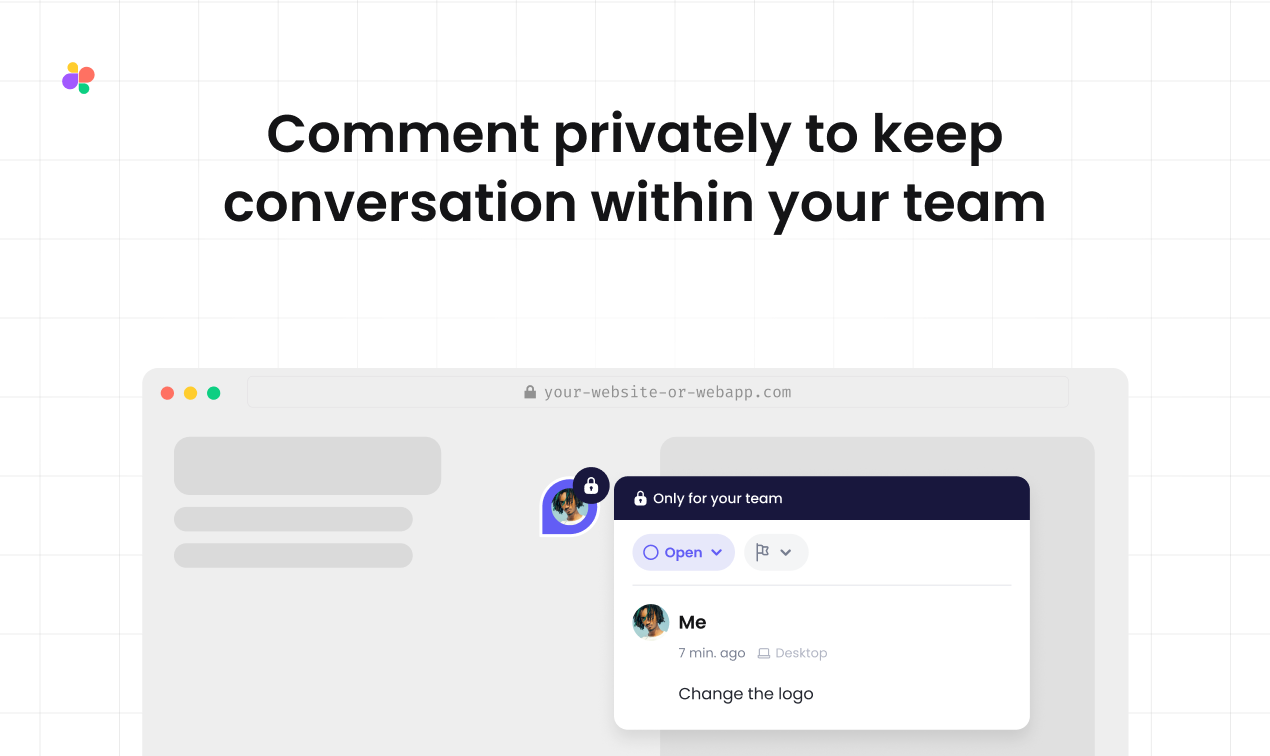 Comment privately to keep
conversation within your team
your-website-or-webapp.com
Only for your team
Open
Me
7 min. ago Desktop
Change the logo